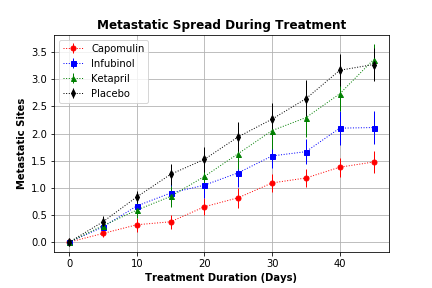 Metastatic Spread During Treatment
Capomulin
Infubinol
Ketapril
Placebo
Metastatic Sites
3.5
3.0
2.5
2.0
1.5
1.0
0.5
0.0
0 10 20 30 40
Treatment Duration (Days)